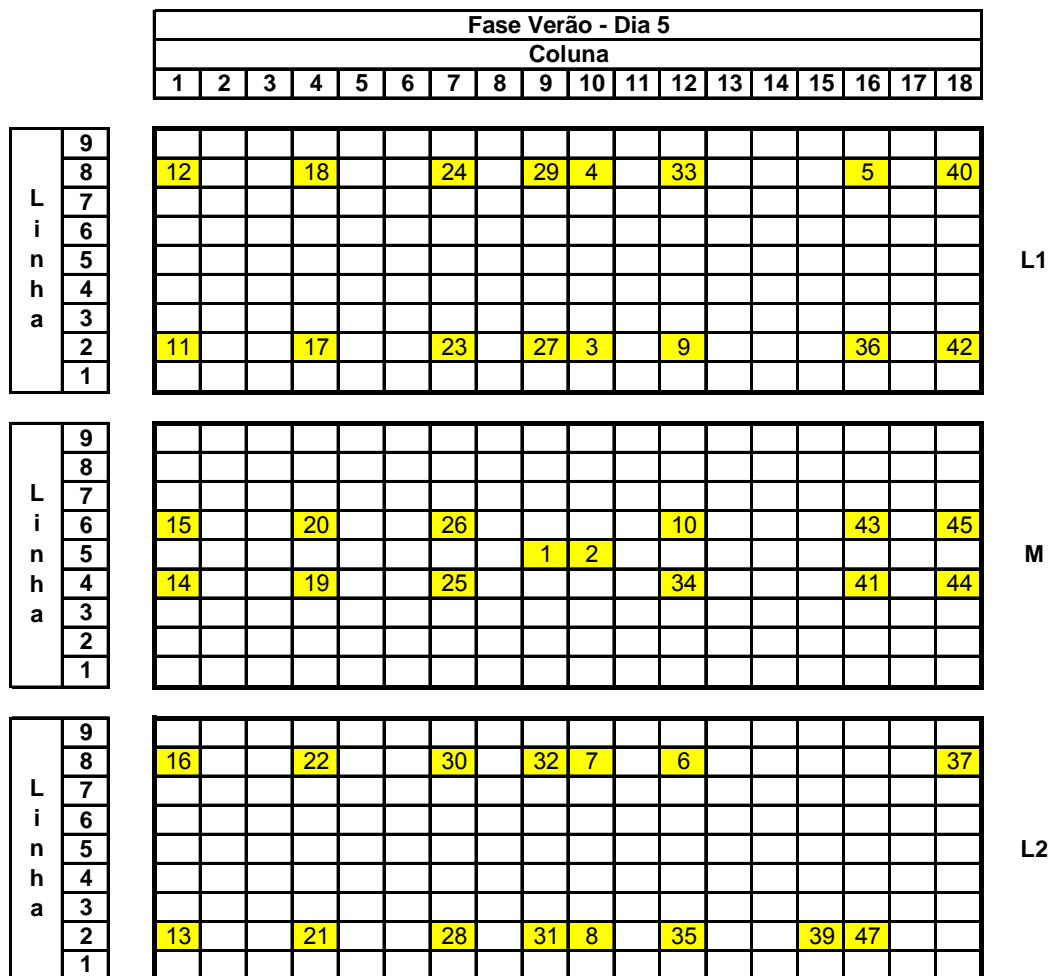 Fase Verão - Dia 5
Coluna
1 2 3 4 5 6 7 8 9 10 11 12 13 14 15 16 17 18
9
8 12 18 24 29 4 33 5 40
L 7
i 6
n 5 L1
h 4
a 3
2 11 17 23 27 3 9 36 42
1
9
8
L 7
i 6 15 20 26 10 43 45
n 5 1 2 M
h 4 14 19 25 34 41 44
a 3
2
1
9
8 16 22 30 32 7 6 37
L 7
i 6
n 5 L2
h 4
a 3
2 13 21 28 31 8 35 39 47
1